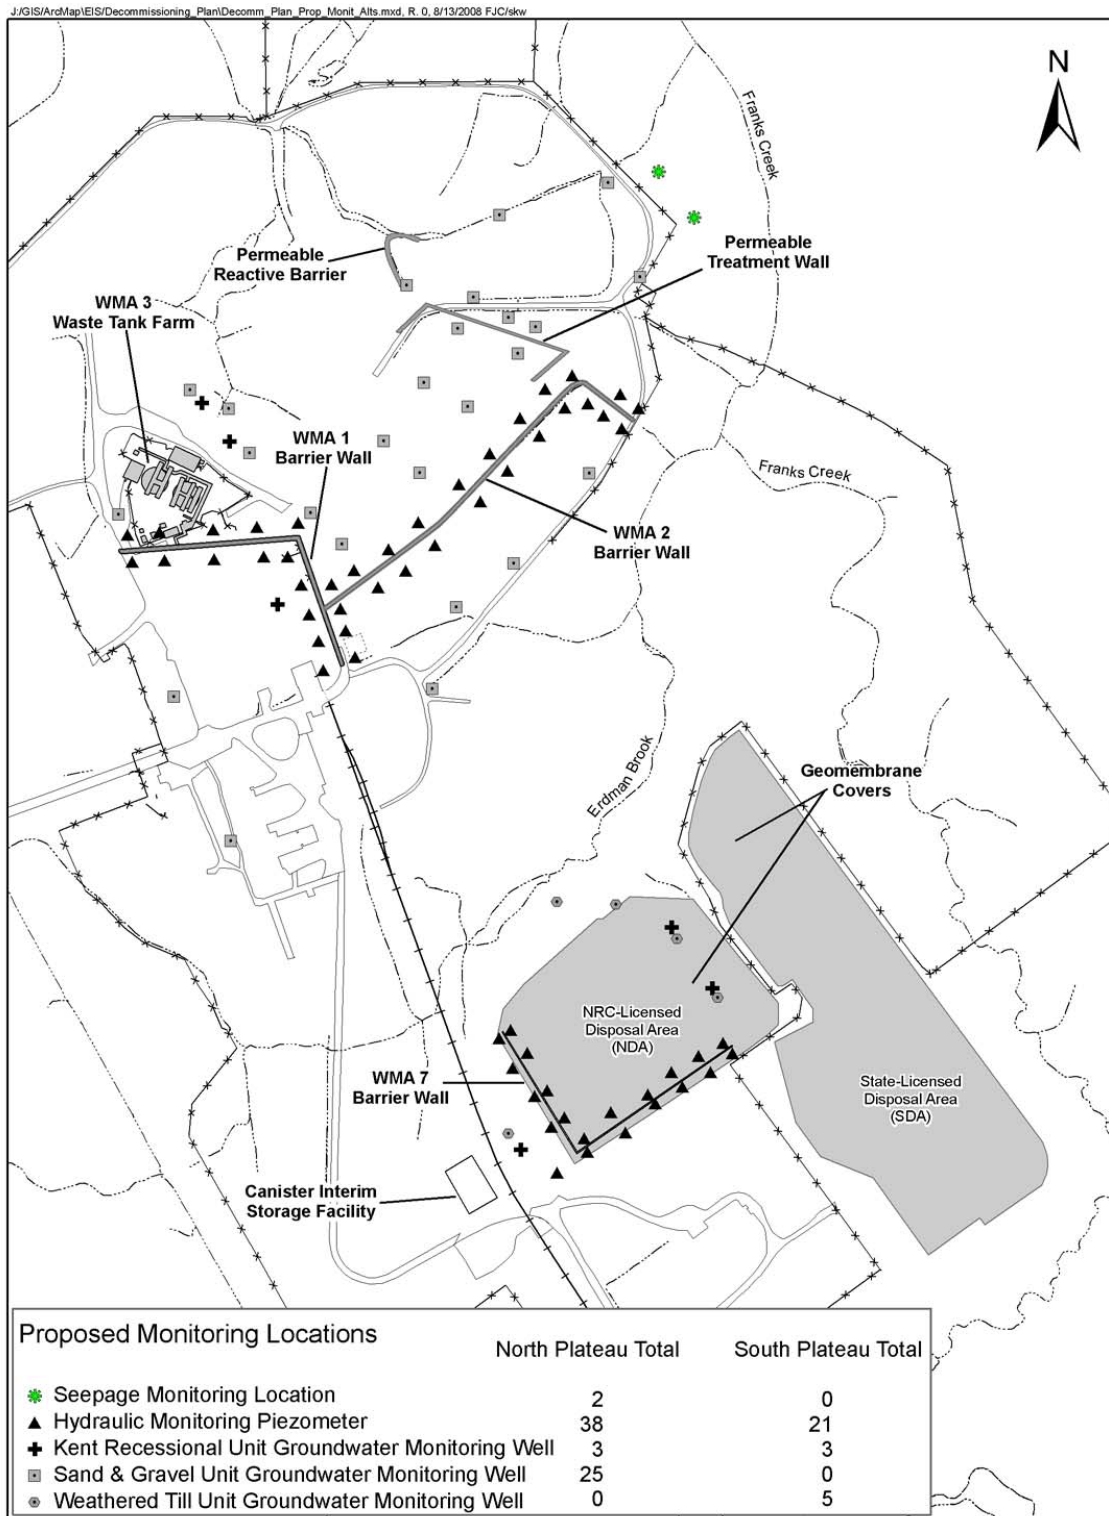 J:/GIS/ArcMap\EIS/Decommissioning_Plan\Decomm_Plan_Prop_Monit_Alts.mxd, R. 0, 8/13/2008 FJC/skw
N
Franks Creek
Permeable
Reactive Barrier
Permeable
Treatment Wall
WMA 3
Waste Tank Farm
WMA 1
Barrier Wall
Franks Creek
WMA 2
Barrier Wall
Erdman Brook
Geomembrane
Covers
NRC-Licensed
Disposal Area
(NDA)
WMA 7
Barrier Wall
State-Licensed
Disposal Area
(SDA)
Canister Interim
Storage Facility
Proposed Monitoring Locations
North Plateau Total South Plateau Total
Seepage Monitoring Location 2 0
Hydraulic Monitoring Piezometer 38 21
Kent Recessional Unit Groundwater Monitoring Well 3 3
Sand & Gravel Unit Groundwater Monitoring Well 25 0
Weathered Till Unit Groundwater Monitoring Well 0 5